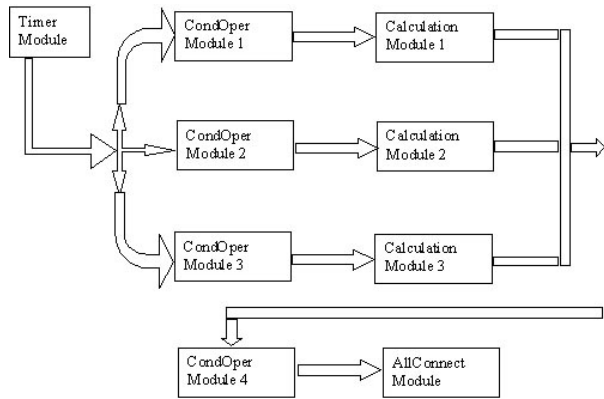 Timer
Module
CondOper
Module 1
Calculation
Module 1
CondOper
Module 2
Calculation
Module 2
CondOper
Module 3
Calculation
Module 3
CondOper
Module 4
AllConnect
Module